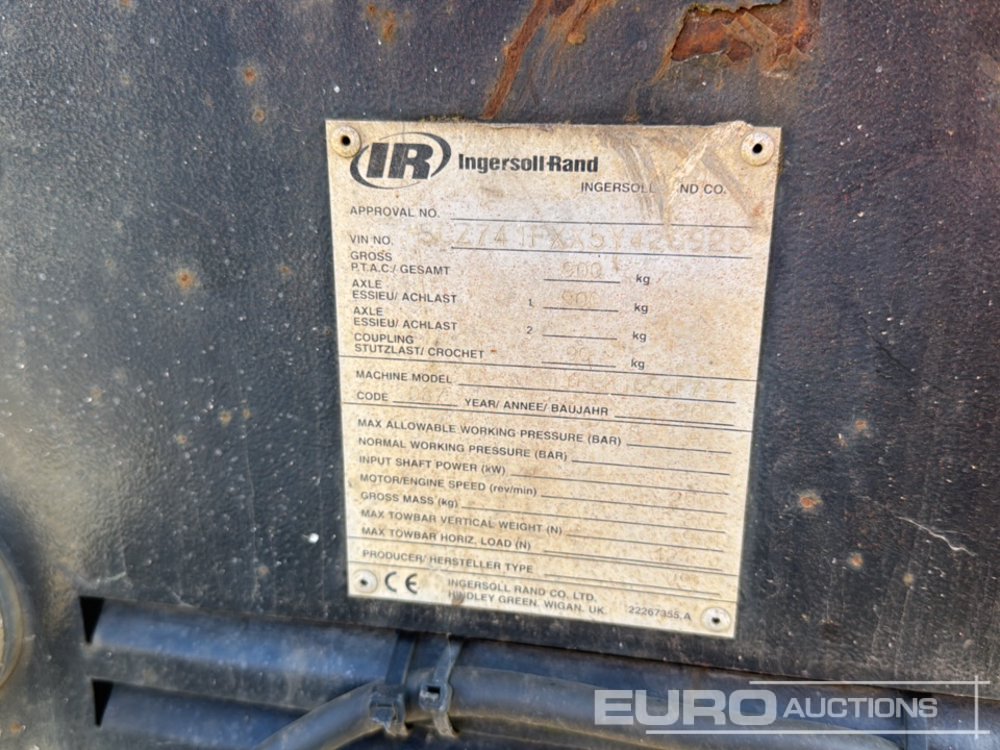 IR Ingersoll-Rand
INGERSOLL ND CO.
APPROVAL NO.
VIN NO.
GROSS
P.T.A.C./ GESAMT 900 kg
AXLE
ESSIEU/ ACHLAST 1 900 kg
AXLE
ESSIEU/ ACHLAST 2 kg
COUPLING
STUTZLAST/ CROCHET kg
MACHINE MODEL
CODE YEAR/ ANNEE/ BAUJAHR
MAX ALLOWABLE WORKING PRESSURE (BAR)
NORMAL WORKING PRESSURE (BAR)
INPUT SHAFT POWER (kW)
MOTOR/ENGINE SPEED (rev/min)
GROSS MASS (kg)
MAX TOWBAR VERTICAL WEIGHT (N)
MAX TOWBAR HORIZ. LOAD (N)
PRODUCER/ HERSTELLER TYPE
CE INGERSOLL RAND CO. LTD.
HINDLEY GREEN, WIGAN, UK. 22267355.A
EURO AUCTIONS